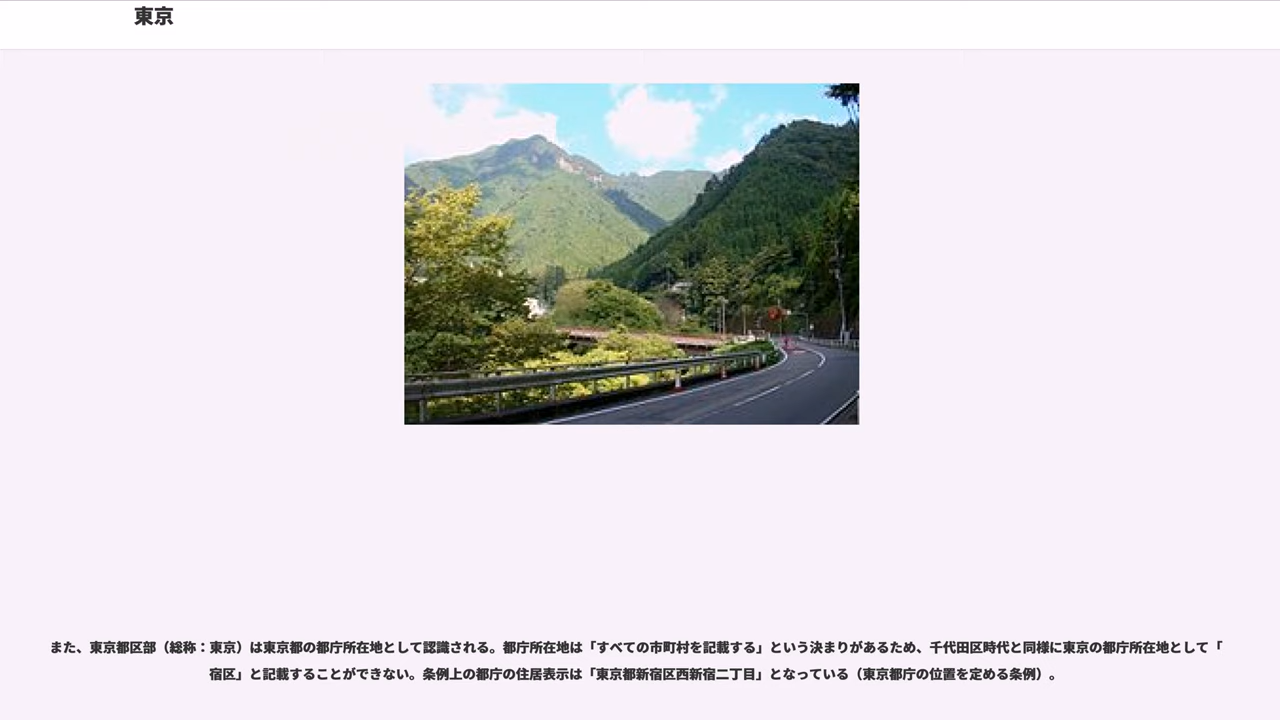 東京
また、東京都区部（総称：東京）は東京都の都庁所在地として認識される。都庁所在地は「すべての市町村を記載する」という決まりがあるため、千代田区時代と同様に東京の都庁所在地として「
宿区」と記載することができない。条例上の都庁の住居表示は「東京都新宿区西新宿二丁目」となっている（東京都庁の位置を定める条例）。